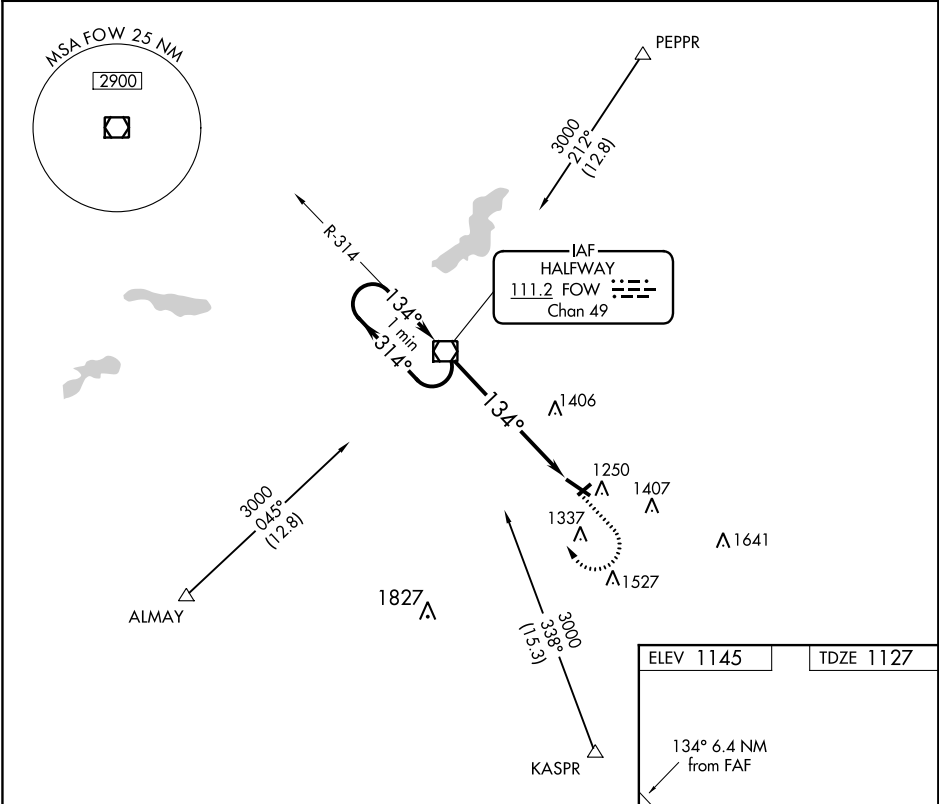 MSA FOW 25 NM
2900
PEPPR
3000
212°
(12.8)
R-314
IAF
HALFWAY
111.2 FOW
Chan 49
134°
1 min
314°
134°
1406
3000
045°
(12.8)
ALMAY
1250
1407
1337
1641
1527
1827
3000
338°
(15.3)
KASPR
ELEV 1145
TDZE 1127
134° 6.4 NM
from FAF